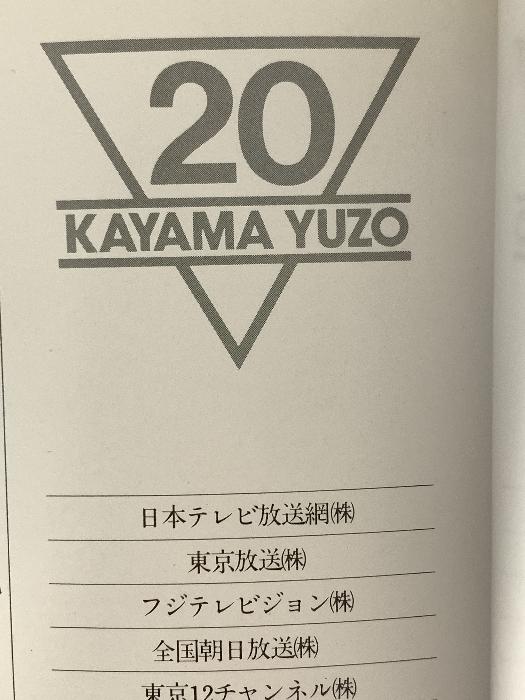 20
KAYAMA YUZO
日本テレビ放送網㈱
東京放送㈱
フジテレビジョン㈱
全国朝日放送㈱
東京12チャンネル㈱